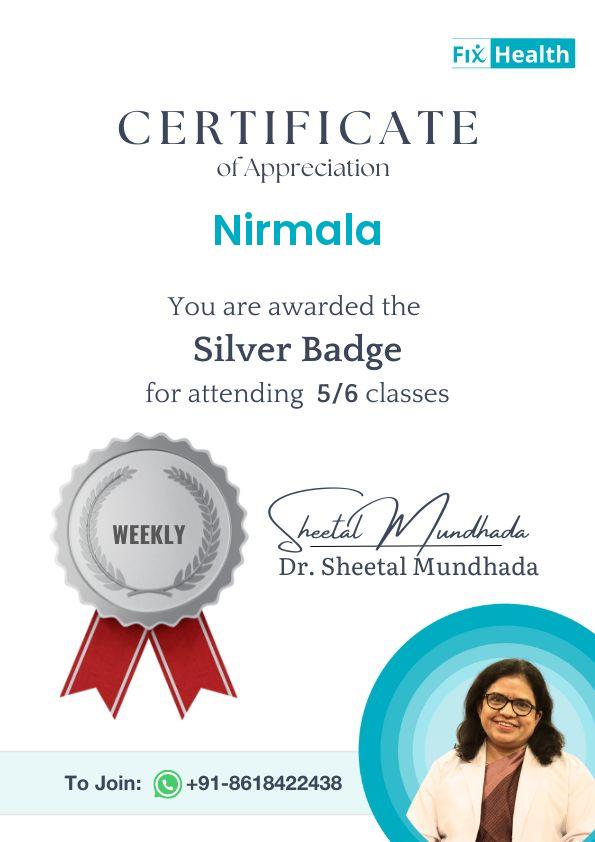 Fix Health
CERTIFICATE
of Appreciation
Nirmala
You are awarded the
Silver Badge
for attending 5/6 classes
WEEKLY
Sheetal Mundhada
Dr. Sheetal Mundhada
To Join: +91-8618422438